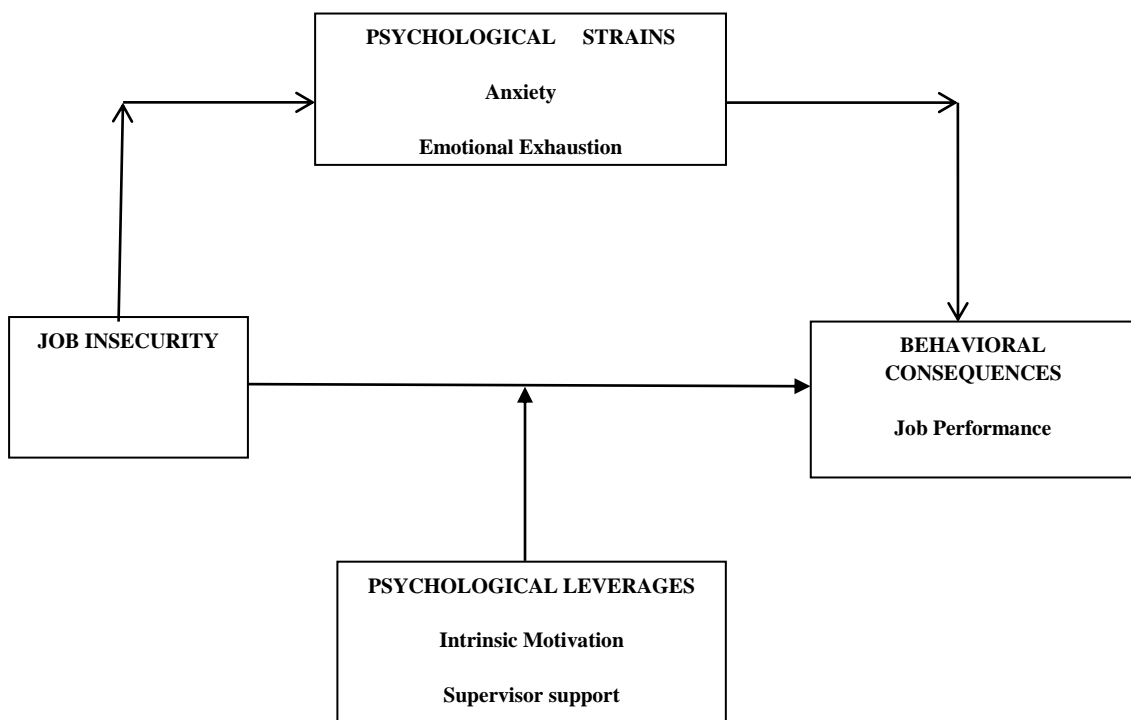 PSYCHOLOGICAL STRAINS
Anxiety
Emotional Exhaustion
JOB INSECURITY
BEHAVIORAL
CONSEQUENCES
Job Performance
PSYCHOLOGICAL LEVERAGES
Intrinsic Motivation
Supervisor support